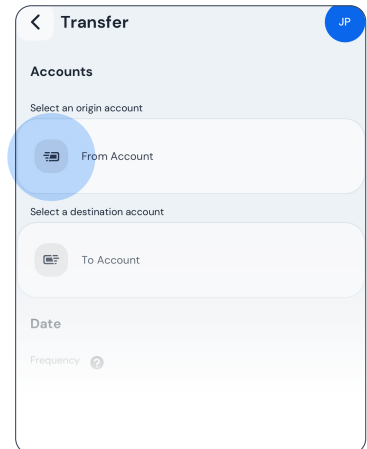 Transfer
JP
Accounts
Select an origin account
From Account
Select a destination account
To Account
Date
Frequency ?